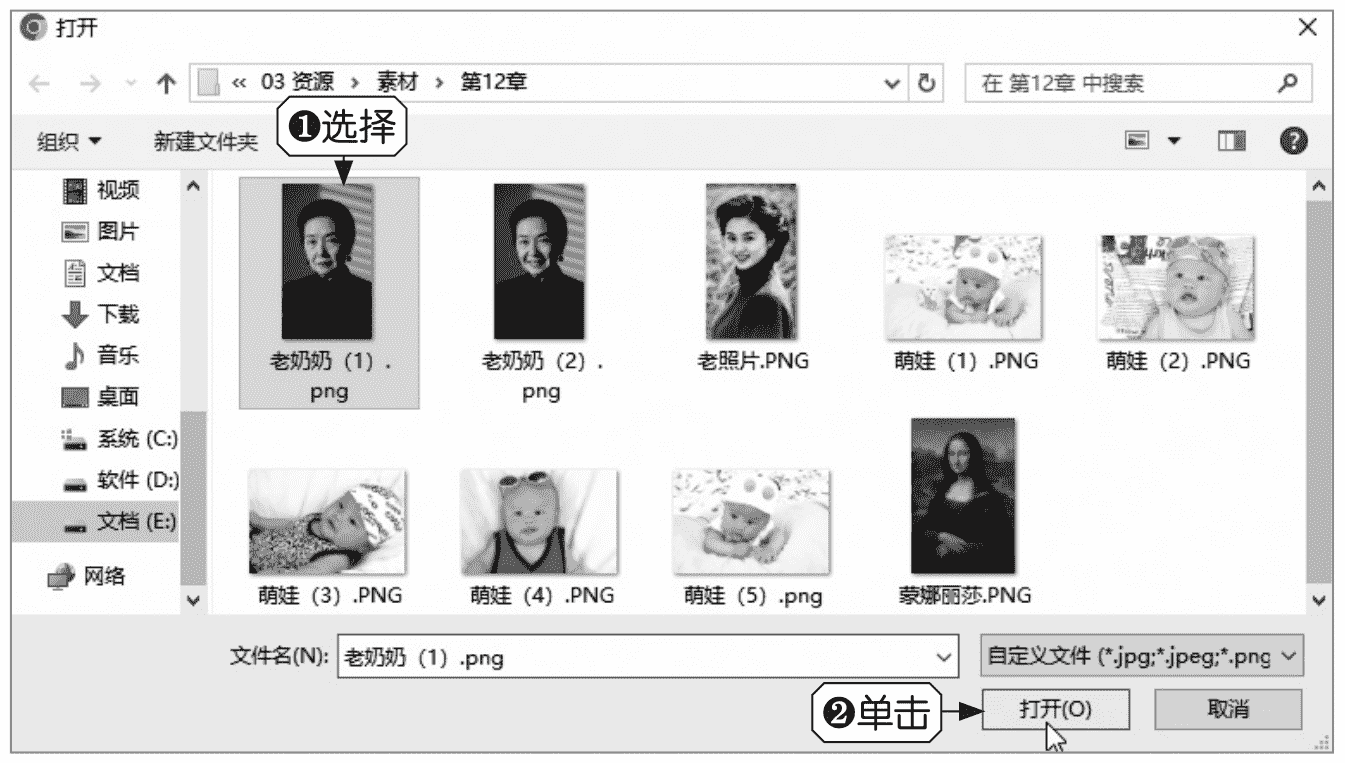 打开
« 03 资源 › 素材 › 第12章
在 第12章 中搜索
❶选择
组织
新建文件夹
视频
图片
文档
下载
音乐
桌面
系统 (C:)
软件 (D:)
文档 (E:)
网络
老奶奶（1）.
png
老奶奶（2）.
png
老照片.PNG
萌娃（1）.PNG
萌娃（2）.PNG
萌娃（3）.PNG
萌娃（4）.PNG
萌娃（5）.png
蒙娜丽莎.PNG
文件名(N):
老奶奶（1）.png
自定义文件 (*.jpg;*.jpeg;*.png
❷单击
打开(O)
取消